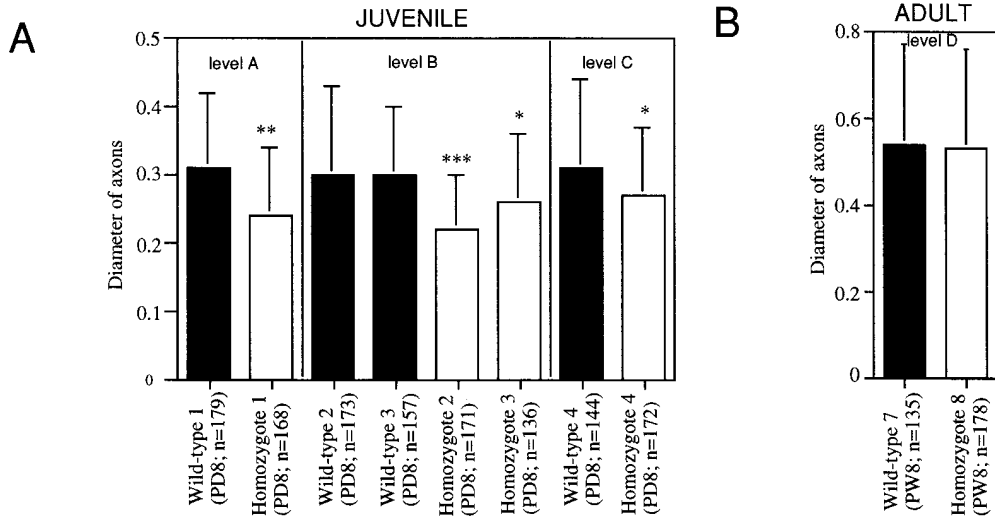 A
JUVENILE
level A
level B
level C
Diameter of axons
0.5
0.4
0.3
0.2
0.1
0
**
***
*
*
Wild-type 1
(PD8; n=179)
Homozygote 1
(PD8; n=168)
Wild-type 2
(PD8; n=173)
Wild-type 3
(PD8; n=157)
Homozygote 2
(PD8; n=171)
Homozygote 3
(PD8; n=136)
Wild-type 4
(PD8; n=144)
Homozygote 4
(PD8; n=172)
B
ADULT
level D
Diameter of axons
0.8
0.6
0.4
0.2
0
Wild-type 7
(PW8; n=135)
Homozygote 8
(PW8; n=178)